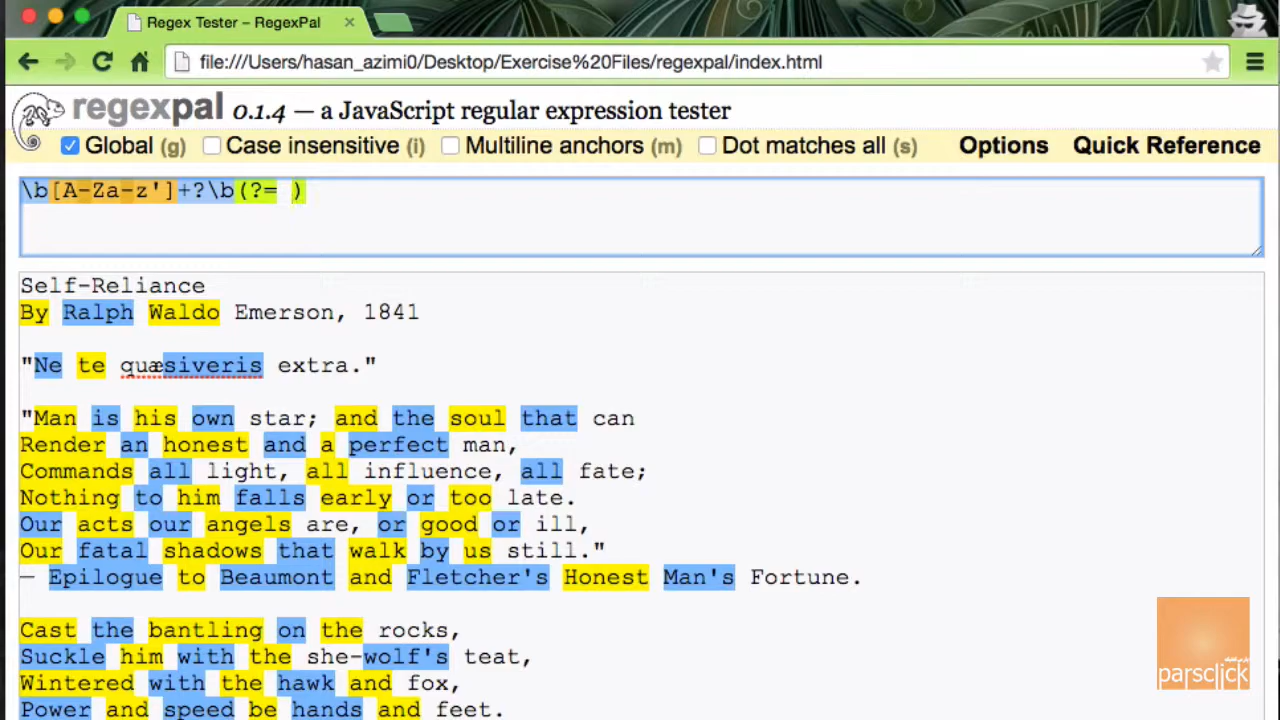 Regex Tester – RegexPal
file:///Users/hasan_azimi0/Desktop/Exercise%20Files/regexpal/index.html
regexpal 0.1.4 — a JavaScript regular expression tester
Global (g) Case insensitive (i) Multiline anchors (m) Dot matches all (s) Options Quick Reference
\b[A-Za-z']+?\b(?= )
Self-Reliance
By Ralph Waldo Emerson, 1841
"Ne te quæsiveris extra."
"Man is his own star; and the soul that can
Render an honest and a perfect man,
Commands all light, all influence, all fate;
Nothing to him falls early or too late.
Our acts our angels are, or good or ill,
Our fatal shadows that walk by us still."
— Epilogue to Beaumont and Fletcher's Honest Man's Fortune.
Cast the bantling on the rocks,
Suckle him with the she-wolf's teat,
Wintered with the hawk and fox,
Power and speed be hands and feet.
parsclick